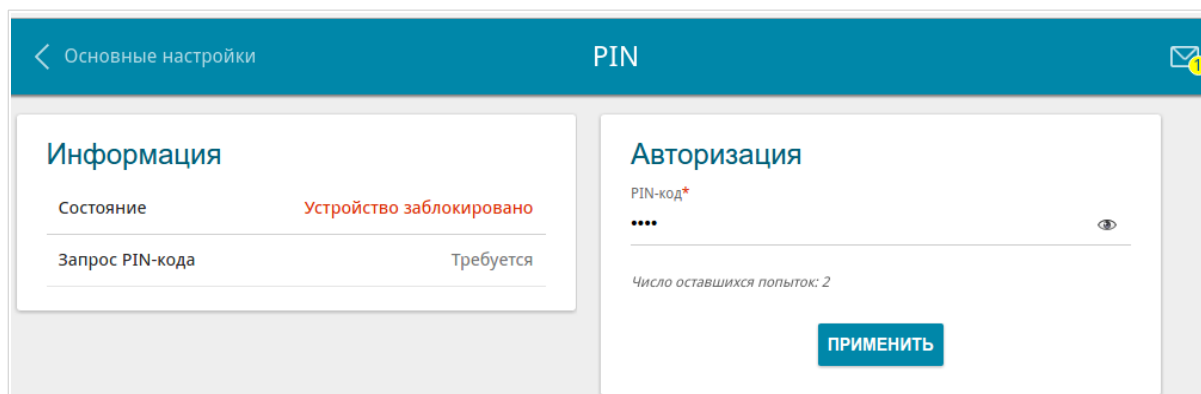 Основные настройки
PIN
1
Информация
Состояние Устройство заблокировано
Запрос PIN-кода Требуется
Авторизация
PIN-код*
••••
Число оставшихся попыток: 2
ПРИМЕНИТЬ